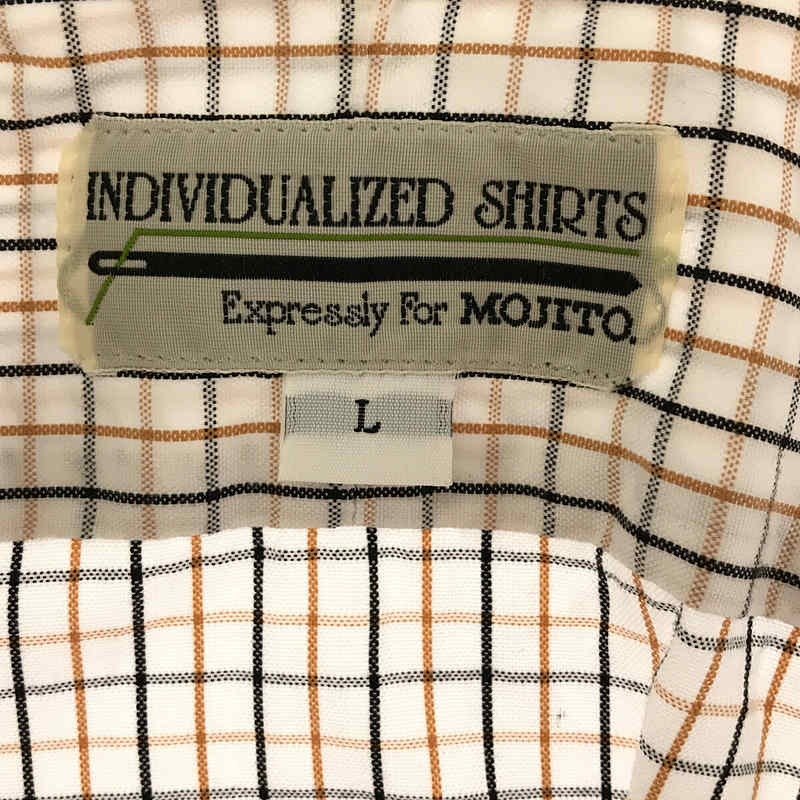 INDIVIDUALIZED SHIRTS
Expressly For MOJITO.
L